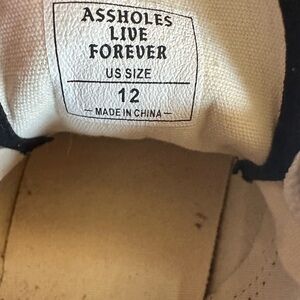 ASSHOLES
LIVE
FOREVER
US SIZE
12
MADE IN CHINA